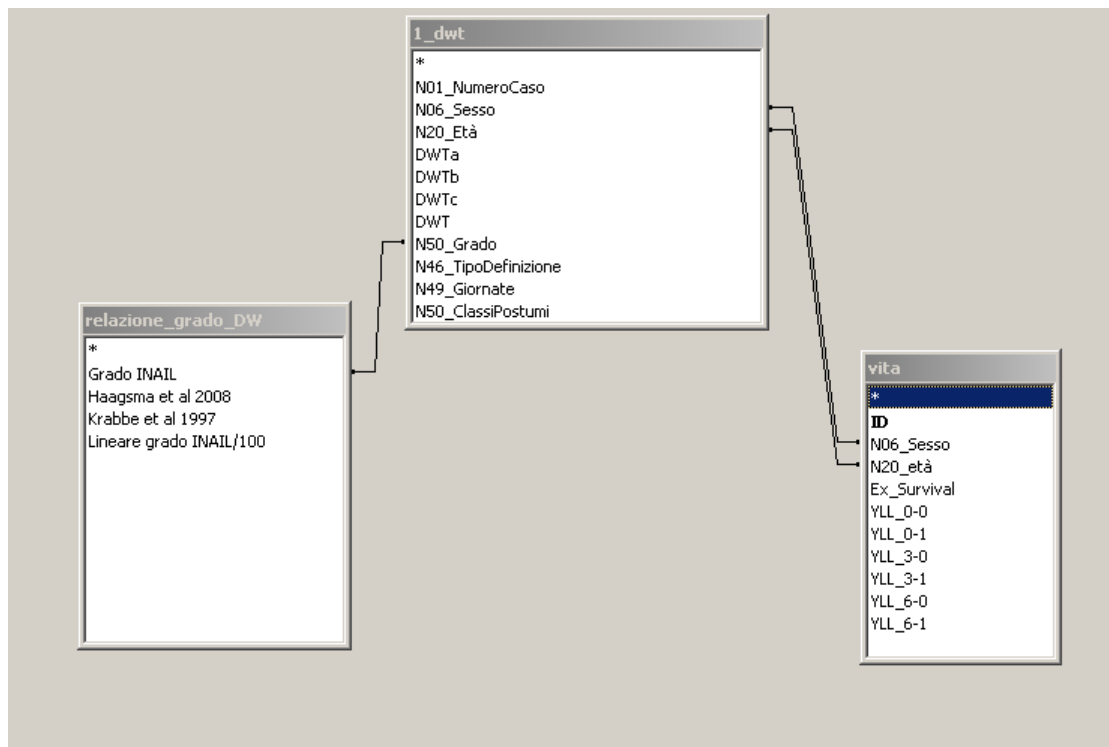 1_dwt
*
N01_NumeroCaso
N06_Sesso
N20_Età
DWTa
DWTb
DWTc
DWT
N50_Grado
N46_TipoDefinizione
N49_Giornate
N50_ClassiPostumi
relazione_grado_DW
*
Grado INAIL
Haagsma et al 2008
Krabbe et al 1997
Lineare grado INAIL/100
vita
*
ID
N06_Sesso
N20_età
Ex_Survival
YLL_0-0
YLL_0-1
YLL_3-0
YLL_3-1
YLL_6-0
YLL_6-1